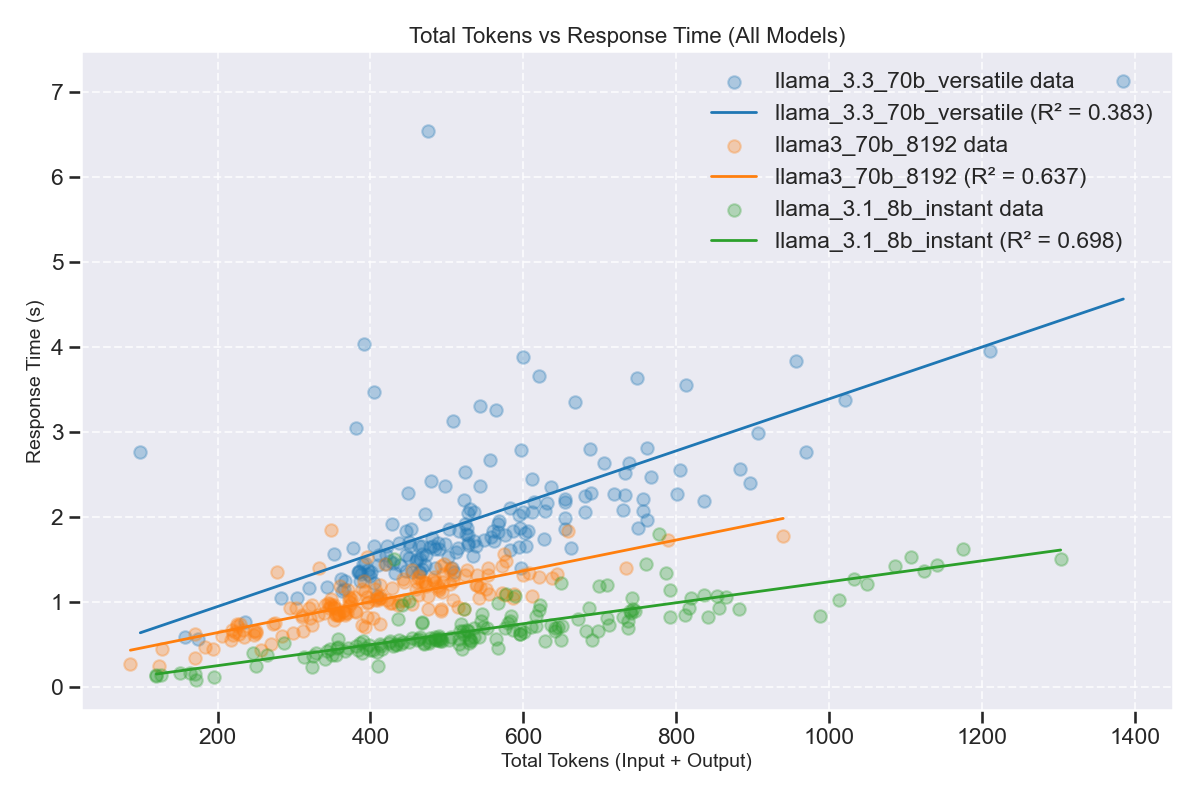 Total Tokens vs Response Time (All Models)
llama_3.3_70b_versatile data
llama_3.3_70b_versatile (R² = 0.383)
llama3_70b_8192 data
llama3_70b_8192 (R² = 0.637)
llama_3.1_8b_instant data
llama_3.1_8b_instant (R² = 0.698)
Response Time (s)
7
6
5
4
3
2
1
0
200 400 600 800 1000 1200 1400
Total Tokens (Input + Output)